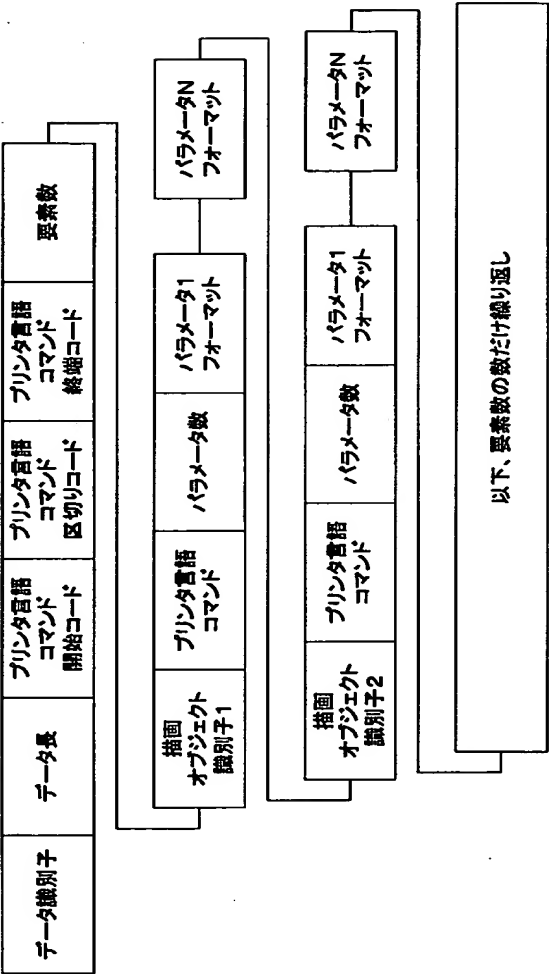 データ識別子
データ長
プリンタ言語
コマンド
開始コード
プリンタ言語
コマンド
区切りコード
プリンタ言語
コマンド
終端コード
要素数
描画
オブジェクト
識別子1
プリンタ言語
コマンド
パラメータ数
パラメータ1
フォーマット
パラメータN
フォーマット
描画
オブジェクト
識別子2
プリンタ言語
コマンド
パラメータ数
パラメータ1
フォーマット
パラメータN
フォーマット
以下、要素数の数だけ繰り返し